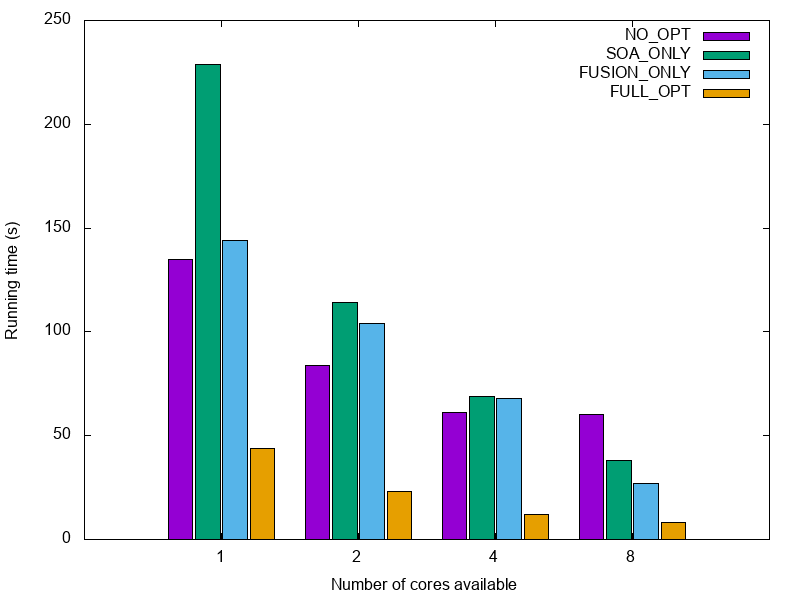 250
200
150
100
50
0
Running time (s)
NO_OPT
SOA_ONLY
FUSION_ONLY
FULL_OPT
1 2 4 8
Number of cores available